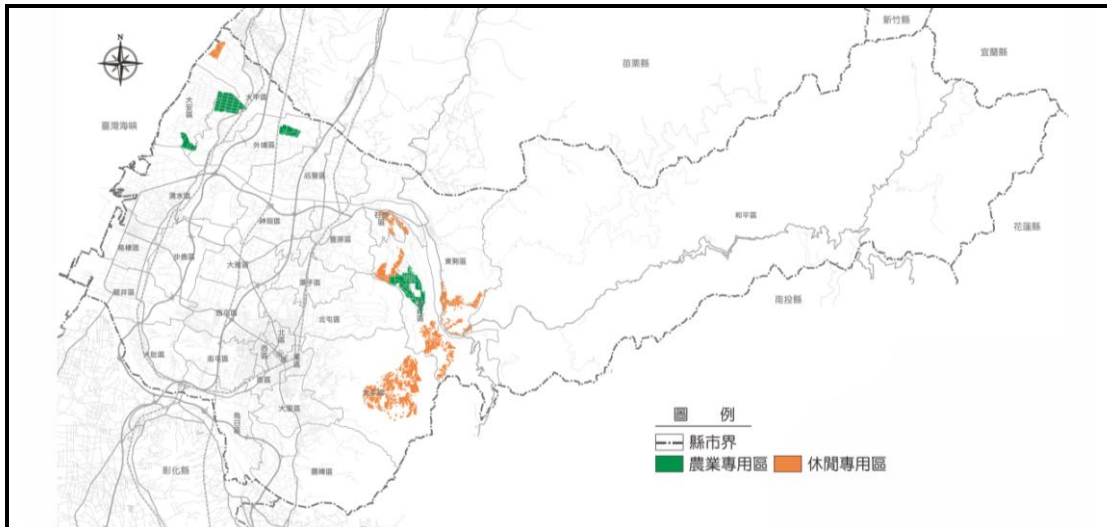 N
新竹縣
宜蘭縣
苗栗縣
大甲區
大安區
臺灣海峽
外埔區
后里區
清水區
神岡區
石岡區
和平區
花蓮縣
豐原區
梧棲區
沙鹿區
大雅區
東勢區
潭子區
南投縣
龍井區
西屯區
北屯區
北區
西區
大肚區
南屯區
東區
太平區
大里區
烏日區
霧峰區
彰化縣
圖 例
縣市界
農業專用區
休閒專用區